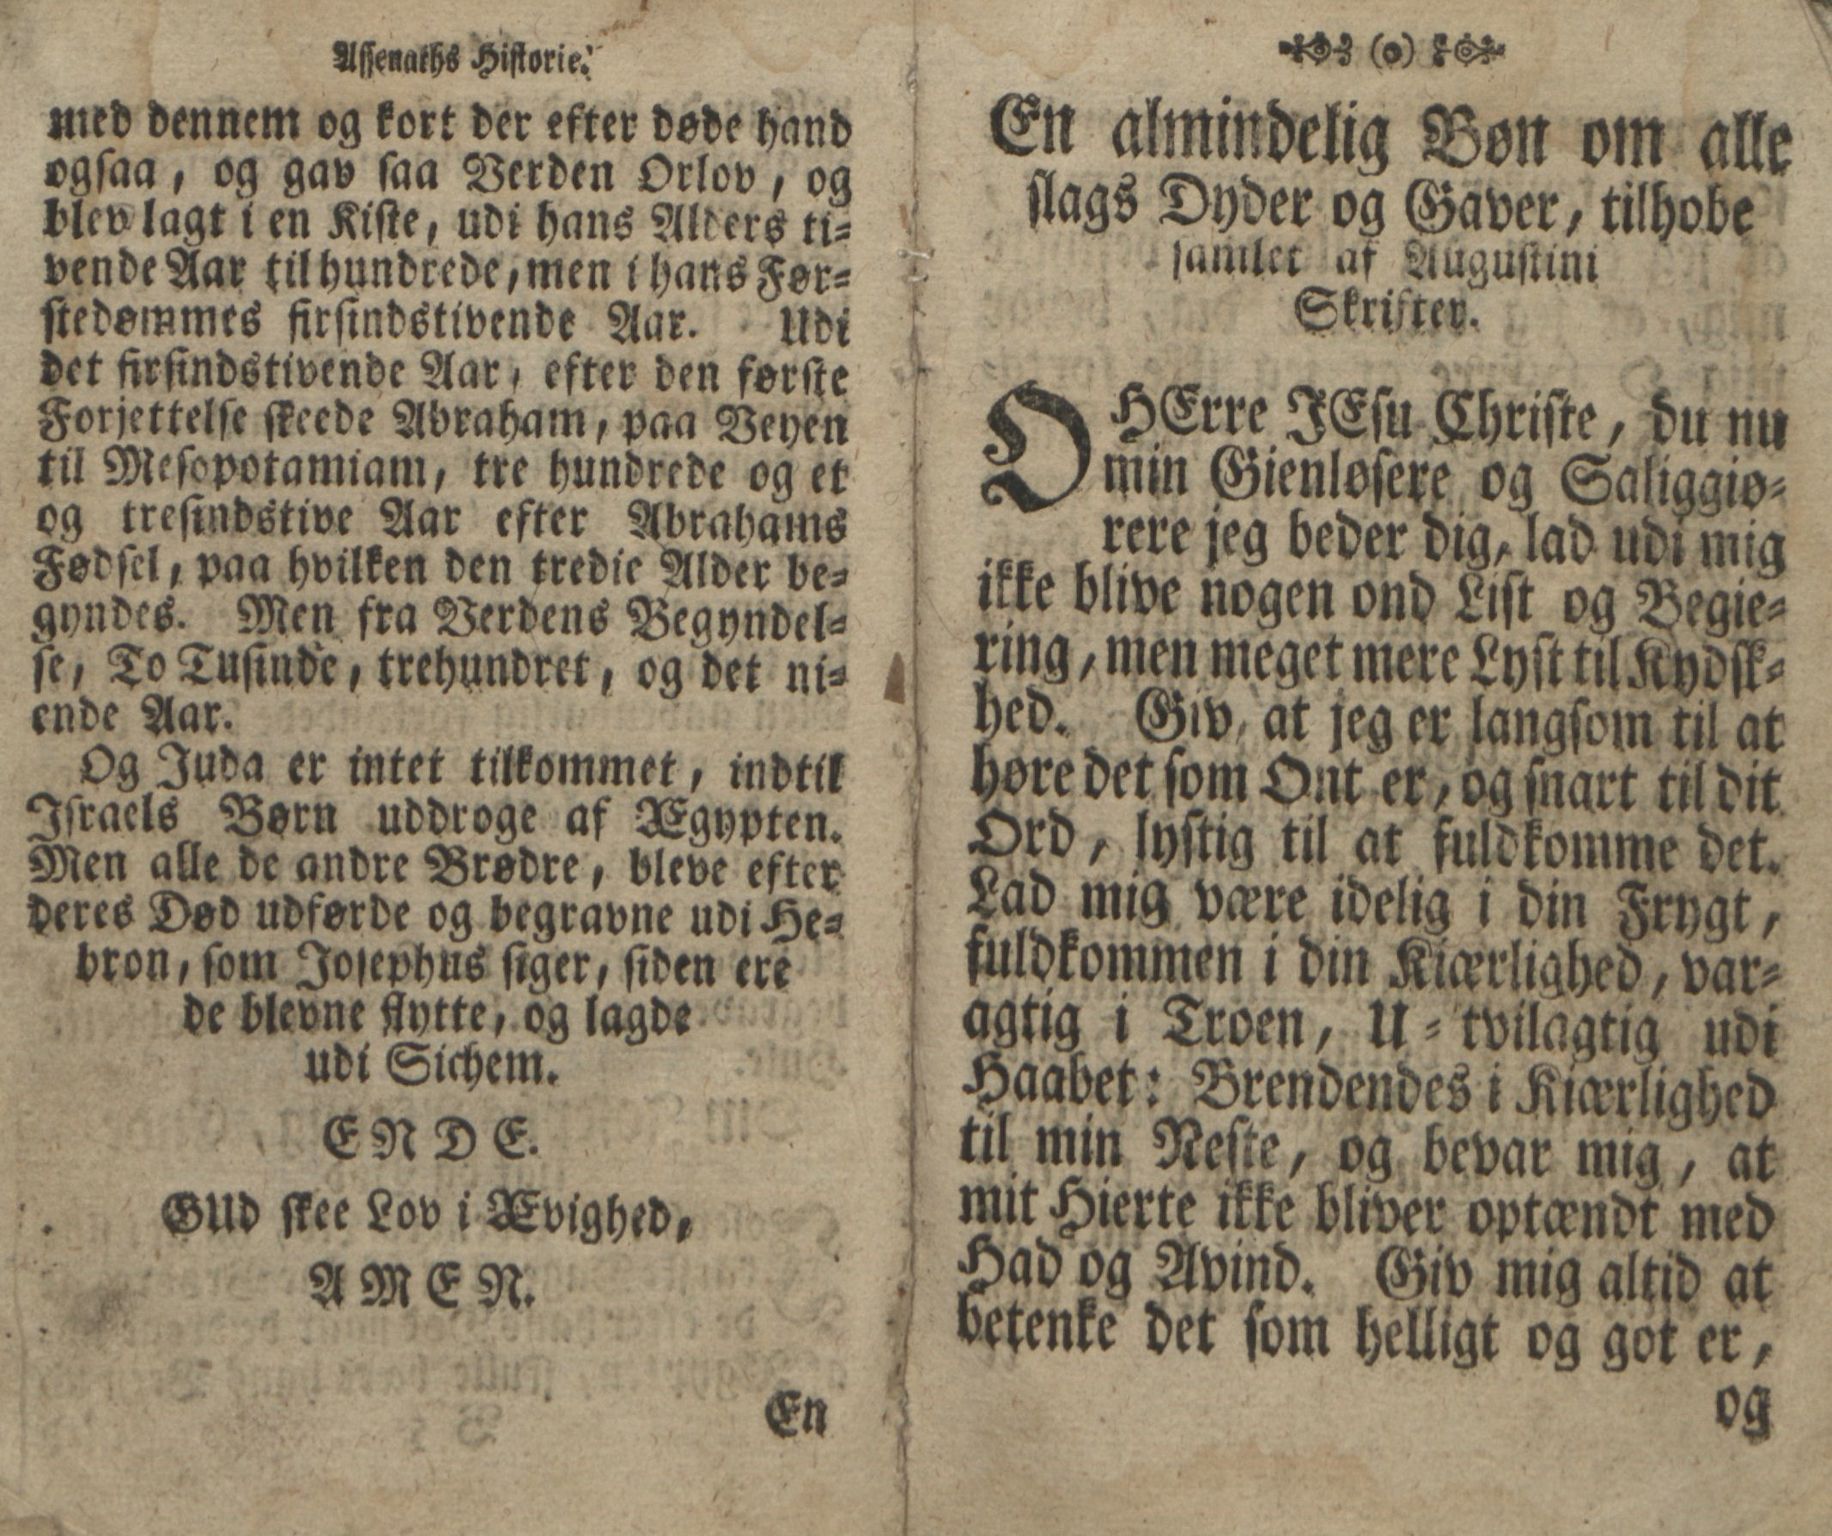 Assenaths Historie.
med dennem og kort der efter døde hand
ogsaa, og gav saa Verden Orlov, og
blev lagt i en Kiste, udi hans Alders ti-
vende Aar til hundrede, men i hans Før-
stedømmes firsindstivende Aar. Udi
det firsindstivende Aar, efter den første
Forjettelse skeede Abraham, paa Veyen
til Mesopotamiam, tre hundrede og et
og tresindstive Aar efter Abrahams
Fødsel, paa hvilken den tredie Alder be-
gyndes. Men fra Verdens Begyndel-
se, To Tusinde, trehundret, og det ni-
ende Aar.
Og Juda er intet tilkommet, indtil
Israels Børn uddroge af Ægypten.
Men alle de andre Brødre, bleve efter
deres Død udførde og begravne udi He-
bron, som Josephus siger, siden ere
de blevne flytte, og lagde
udi Sichem.
ENDE.
GUd skee Lov i Ævighed,
AMEN.
En
(o)
En almindelig Bøn om alle
slags Dyder og Gaver, tilhobe
samlet af Augustini
Skrifter.
O HErre JEsu Christe, du nu
min Gienløsere og Saliggiø-
rere jeg beder dig, lad udi mig
ikke blive nogen ond List og Begie-
ring, men meget mere Lyst til Kydsk-
hed. Giv, at jeg er langsom til at
høre det som Ont er, og snart til dit
Ord, lystig til at fuldkomme det.
Lad mig være idelig i din Frygt,
fuldkommen i din Kiærlighed, var-
agtig i Troen, U-tvilagtig udi
Haabet: Brendendes i Kiærlighed
til min Neste, og bevar mig, at
mit Hierte ikke bliver optændt med
Had og Avind. Giv mig altid at
betenke det som helligt og got er,
og